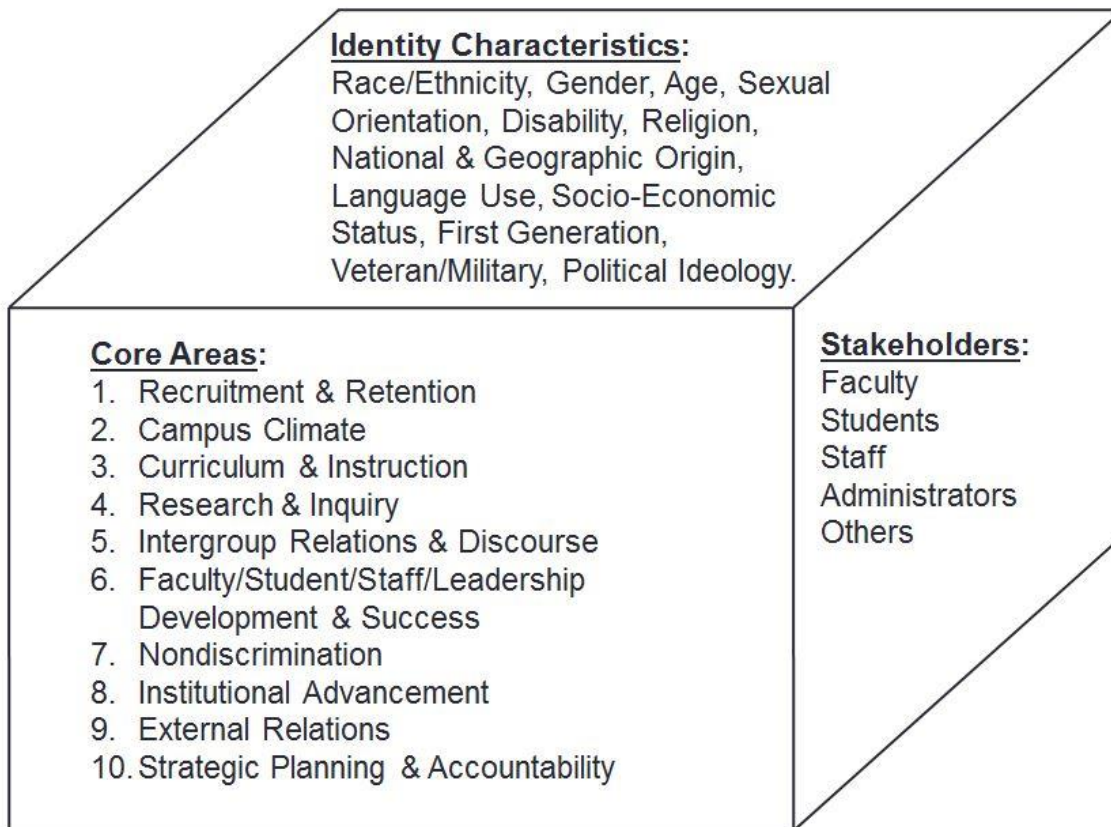 Identity Characteristics:
Race/Ethnicity, Gender, Age, Sexual
Orientation, Disability, Religion,
National & Geographic Origin,
Language Use, Socio-Economic
Status, First Generation,
Veteran/Military, Political Ideology.
Core Areas:
1. Recruitment & Retention
2. Campus Climate
3. Curriculum & Instruction
4. Research & Inquiry
5. Intergroup Relations & Discourse
6. Faculty/Student/Staff/Leadership
Development & Success
7. Nondiscrimination
8. Institutional Advancement
9. External Relations
10. Strategic Planning & Accountability
Stakeholders:
Faculty
Students
Staff
Administrators
Others